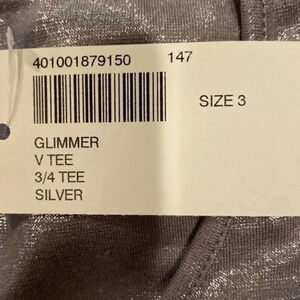 401001879150 147
SIZE 3
GLIMMER
V TEE
3/4 TEE
SILVER